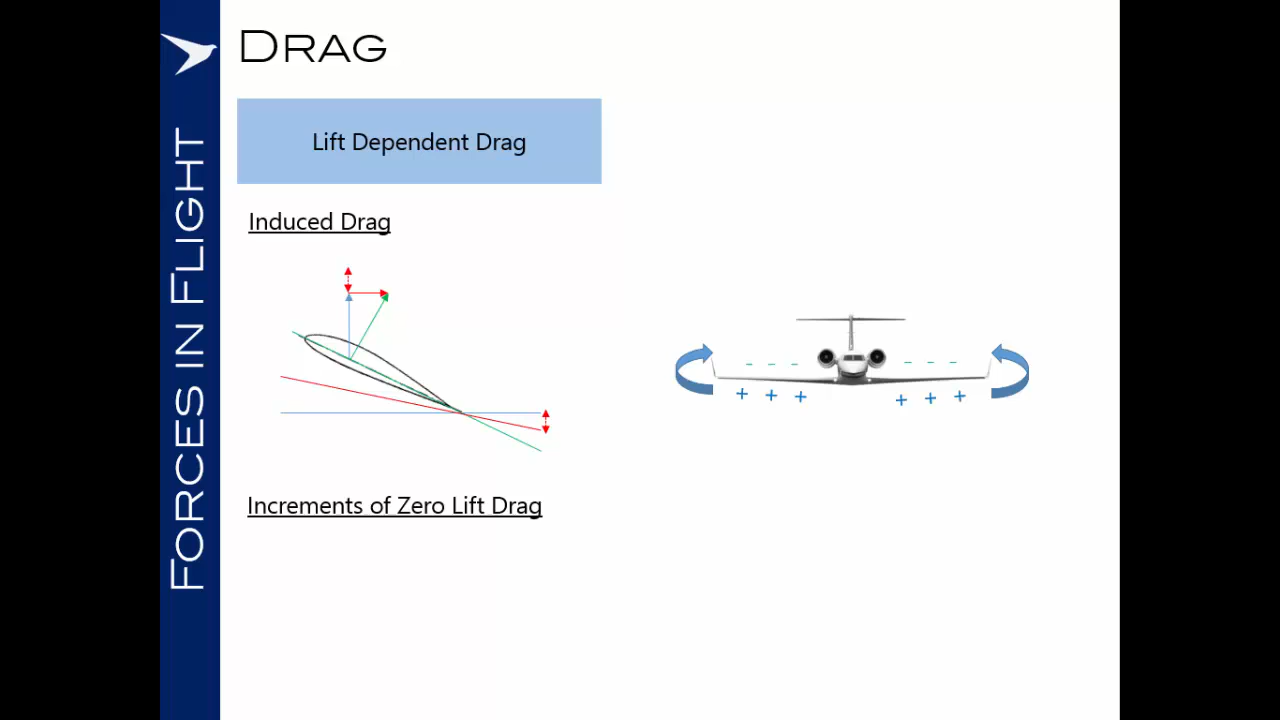 DRAG
FORCES IN FLIGHT
Lift Dependent Drag
Induced Drag
- - - - - -
+ + + + + +
Increments of Zero Lift Drag